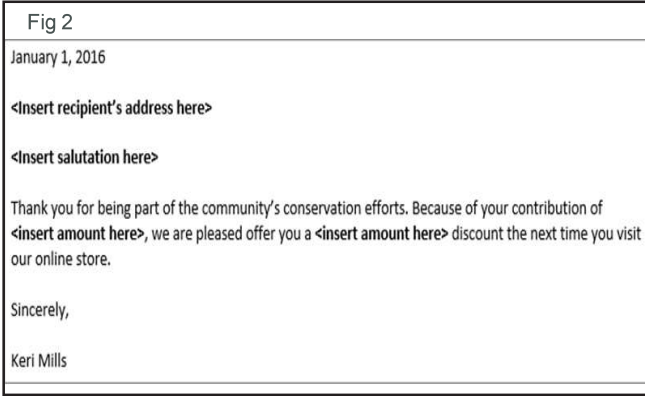 Fig 2
January 1, 2016
<Insert recipient's address here>
<Insert salutation here>
Thank you for being part of the community's conservation efforts. Because of your contribution of
<insert amount here>, we are pleased offer you a <insert amount here> discount the next time you visit
our online store.
Sincerely,
Keri Mills